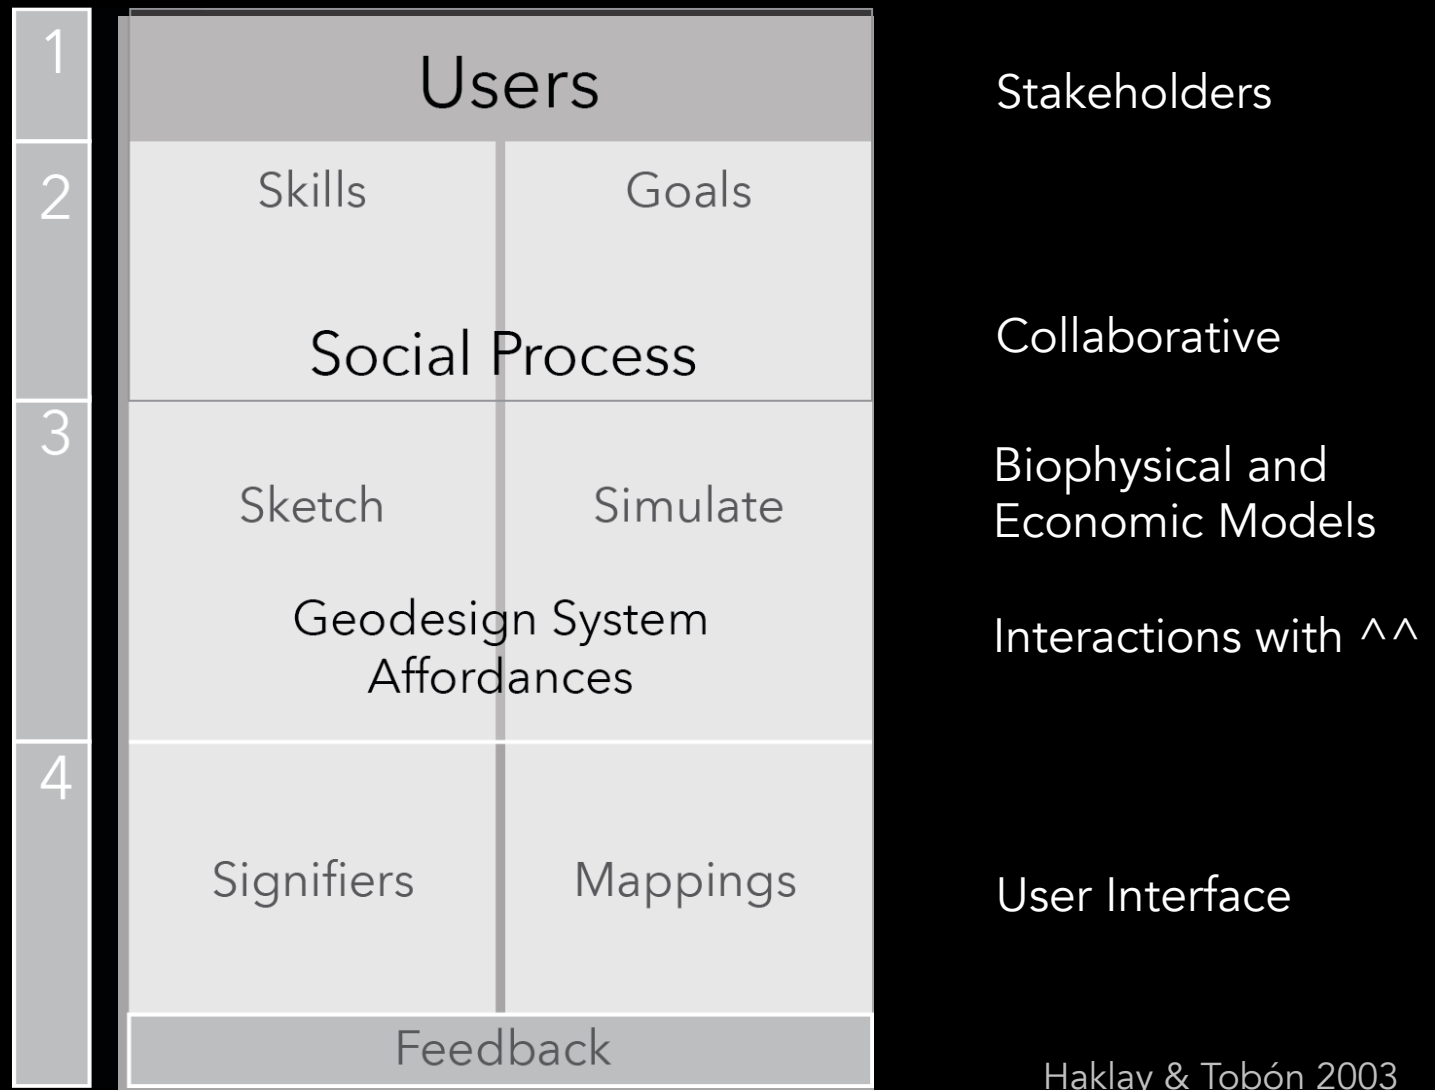 1
Users
Stakeholders
2
Skills
Goals
Social Process
Collaborative
3
Sketch
Simulate
Biophysical and
Economic Models
Geodesign System
Affordances
Interactions with ^^
4
Signifiers
Mappings
User Interface
Feedback
Haklay & Tobón 2003